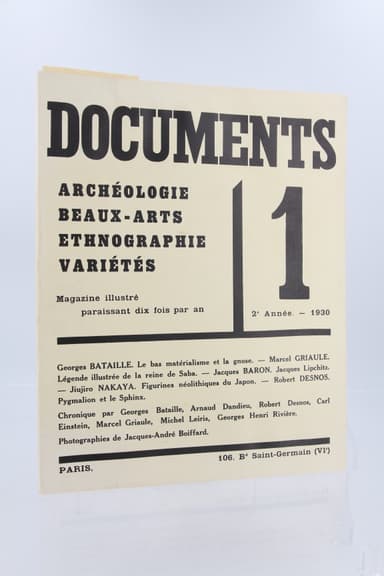 DOCUMENTS
ARCHÉOLOGIE
BEAUX-ARTS
ETHNOGRAPHIE
VARIÉTÉS
1
Magazine illustré
paraissant dix fois par an
2e Année. — 1930
Georges BATAILLE. Le bas matérialisme et la gnose. — Marcel GRIAULE.
Légende illustrée de la reine de Saba. — Jacques BARON. Jacques Lipchitz.
— Jiujiro NAKAYA. Figurines néolithiques du Japon. — Robert DESNOS.
Pygmalion et le Sphinx.
Chronique par Georges Bataille, Arnaud Dandieu, Robert Desnos, Carl
Einstein, Marcel Griaule, Michel Leiris, Georges Henri Rivière.
Photographies de Jacques-André Boiffard.
PARIS.
106. Bd Saint-Germain (VIe)